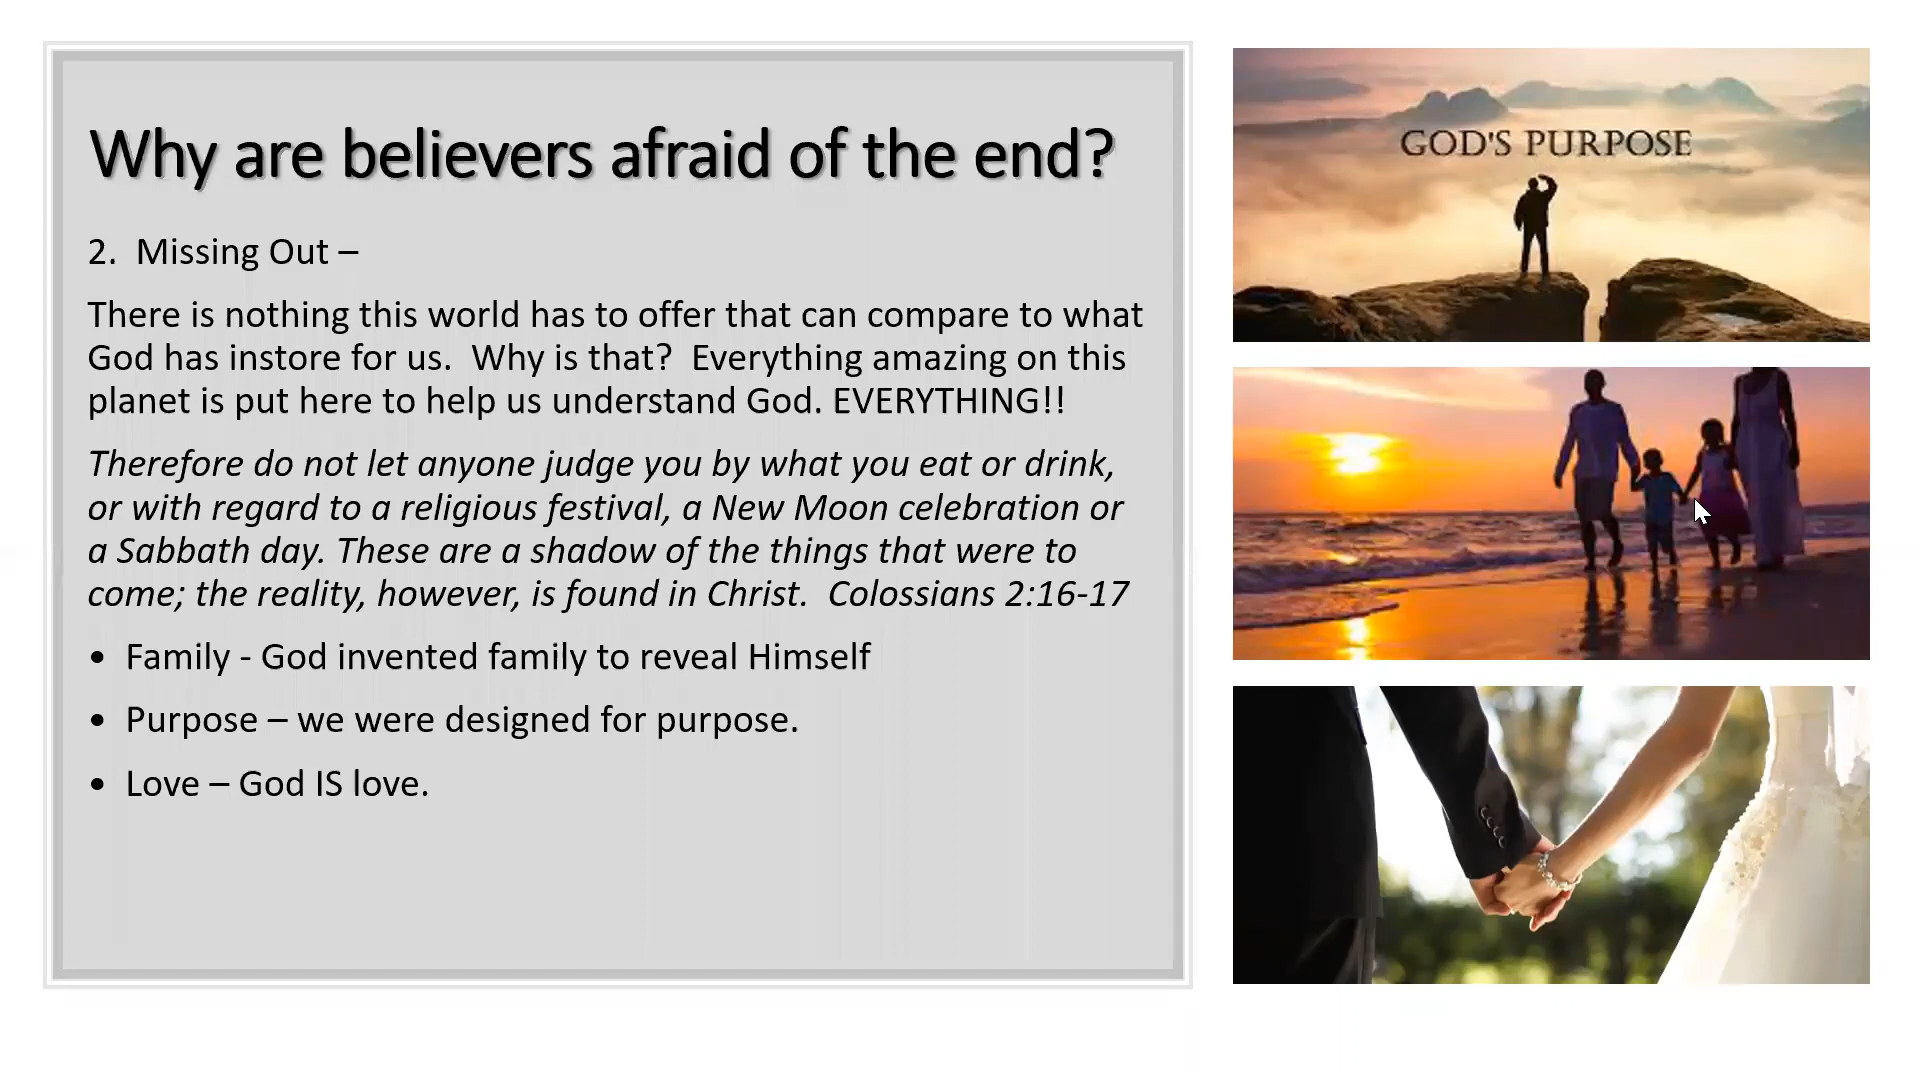 Why are believers afraid of the end?
2.  Missing Out –
There is nothing this world has to offer that can compare to what
God has instore for us.  Why is that?  Everything amazing on this
planet is put here to help us understand God. EVERYTHING!!
Therefore do not let anyone judge you by what you eat or drink,
or with regard to a religious festival, a New Moon celebration or
a Sabbath day. These are a shadow of the things that were to
come; the reality, however, is found in Christ.  Colossians 2:16-17
• Family - God invented family to reveal Himself
• Purpose – we were designed for purpose.
• Love – God IS love.
GOD'S PURPOSE